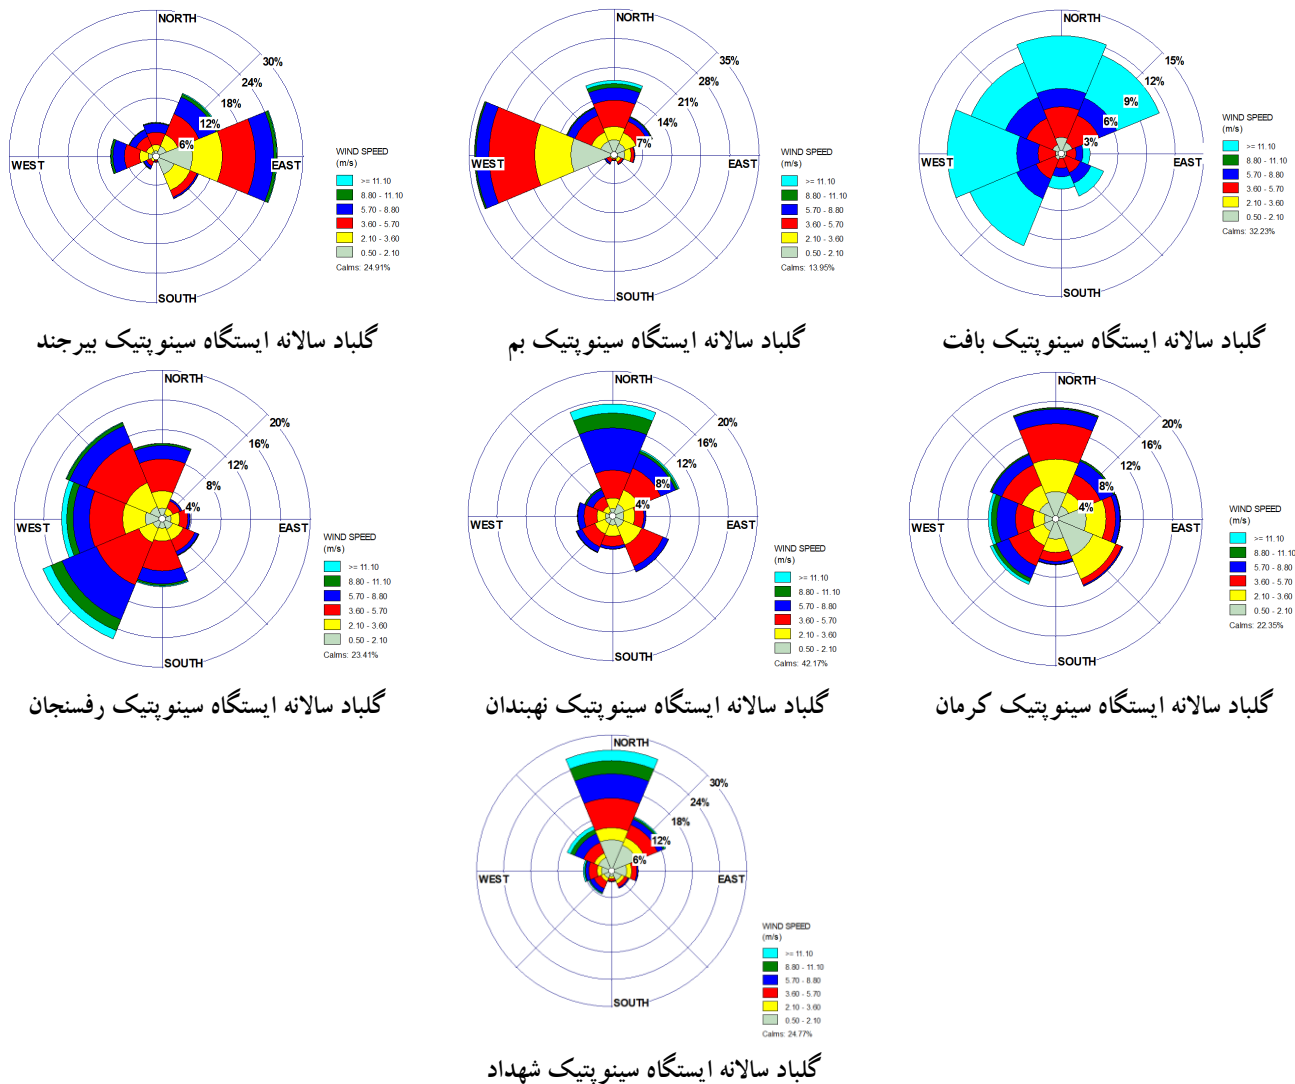 NORTH
30%
24%
18%
12%
6%
WEST
EAST
SOUTH
WIND SPEED
(m/s)
>= 11.10
8.80 - 11.10
5.70 - 8.80
3.60 - 5.70
2.10 - 3.60
0.50 - 2.10
Calms: 24.91%
گلباد سالانه ایستگاه سینوپتیک بیرجند
NORTH
35%
28%
21%
14%
7%
WEST
EAST
SOUTH
WIND SPEED
(m/s)
>= 11.10
8.80 - 11.10
5.70 - 8.80
3.60 - 5.70
2.10 - 3.60
0.50 - 2.10
Calms: 13.95%
گلباد سالانه ایستگاه سینوپتیک بم
NORTH
15%
12%
9%
6%
3%
WEST
EAST
SOUTH
WIND SPEED
(m/s)
>= 11.10
8.80 - 11.10
5.70 - 8.80
3.60 - 5.70
2.10 - 3.60
0.50 - 2.10
Calms: 32.23%
گلباد سالانه ایستگاه سینوپتیک بافت
NORTH
20%
16%
12%
8%
4%
WEST
EAST
SOUTH
WIND SPEED
(m/s)
>= 11.10
8.80 - 11.10
5.70 - 8.80
3.60 - 5.70
2.10 - 3.60
0.50 - 2.10
Calms: 23.41%
گلباد سالانه ایستگاه سینوپتیک رفسنجان
NORTH
20%
16%
12%
8%
4%
WEST
EAST
SOUTH
WIND SPEED
(m/s)
>= 11.10
8.80 - 11.10
5.70 - 8.80
3.60 - 5.70
2.10 - 3.60
0.50 - 2.10
Calms: 42.17%
گلباد سالانه ایستگاه سینوپتیک نهبندان
NORTH
20%
16%
12%
8%
4%
WEST
EAST
SOUTH
WIND SPEED
(m/s)
>= 11.10
8.80 - 11.10
5.70 - 8.80
3.60 - 5.70
2.10 - 3.60
0.50 - 2.10
Calms: 22.35%
گلباد سالانه ایستگاه سینوپتیک کرمان
NORTH
30%
24%
18%
12%
6%
WEST
EAST
SOUTH
WIND SPEED
(m/s)
>= 11.10
8.80 - 11.10
5.70 - 8.80
3.60 - 5.70
2.10 - 3.60
0.50 - 2.10
Calms: 24.77%
گلباد سالانه ایستگاه سینوپتیک شهداد